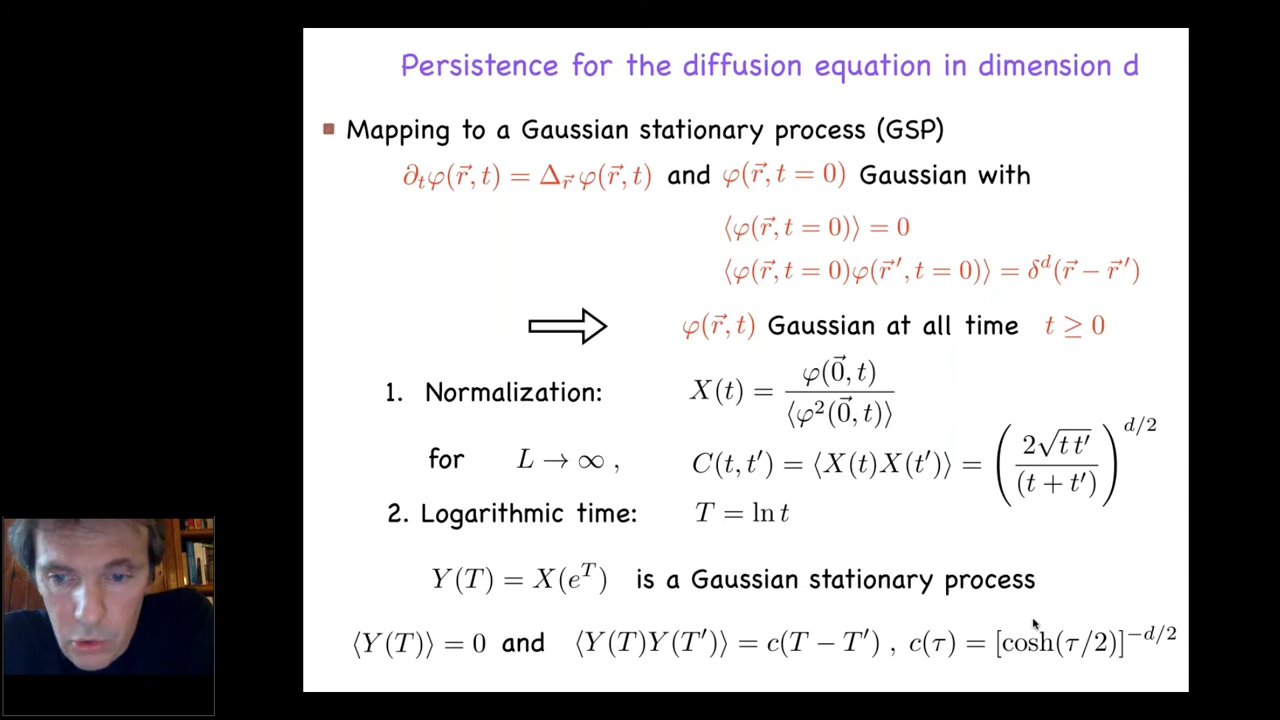 Persistence for the diffusion equation in dimension d
Mapping to a Gaussian stationary process (GSP)
∂ₜφ(r⃗, t) = Δ_r⃗ φ(r⃗, t) and φ(r⃗, t = 0) Gaussian with
⟨φ(r⃗, t = 0)⟩ = 0
⟨φ(r⃗, t = 0)φ(r⃗ ′, t = 0)⟩ = δᵈ(r⃗ − r⃗ ′)
⇒ φ(r⃗, t) Gaussian at all time t ≥ 0
1. Normalization: X(t) = φ(0⃗, t) / ⟨φ²(0⃗, t)⟩
for L → ∞ , C(t, t′) = ⟨X(t)X(t′)⟩ = (2√(t t′) / (t + t′))^{d/2}
2. Logarithmic time: T = ln t
Y(T) = X(e^T) is a Gaussian stationary process
⟨Y(T)⟩ = 0 and ⟨Y(T)Y(T′)⟩ = c(T − T′) , c(τ) = [cosh(τ/2)]^{−d/2}